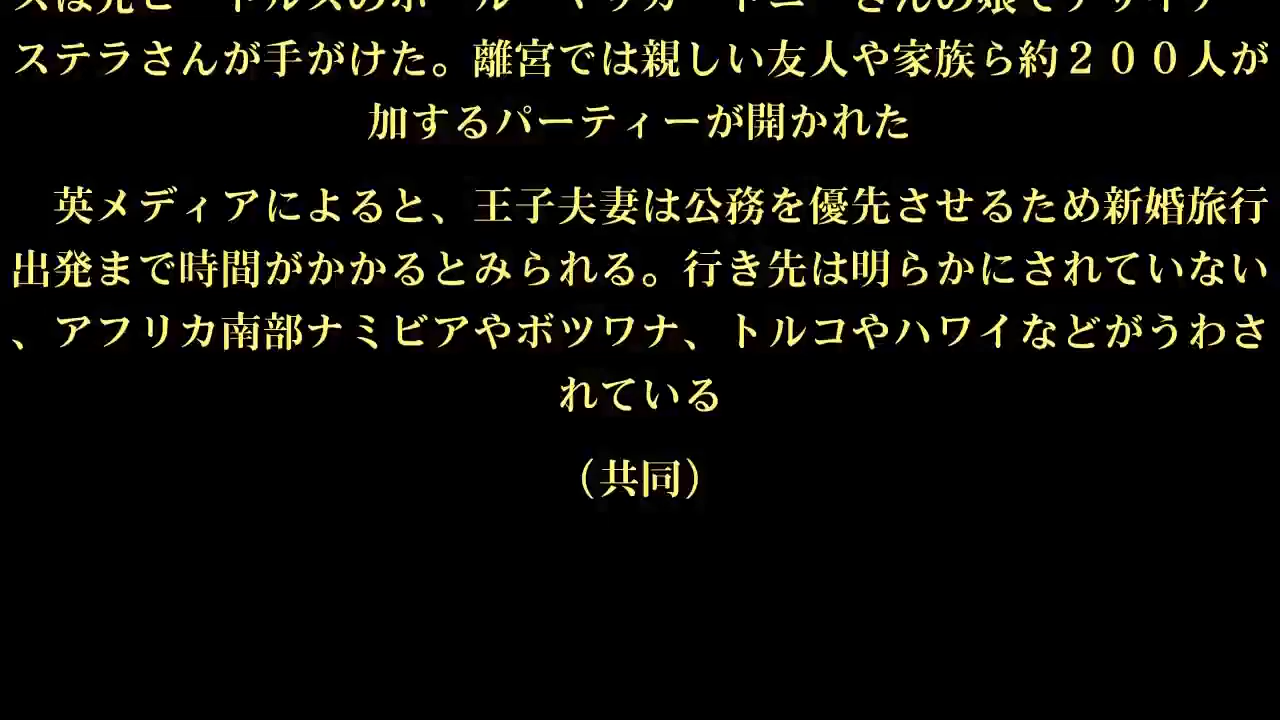 ステラさんが手がけた。離宮では親しい友人や家族ら約２００人が
加するパーティーが開かれた
英メディアによると、王子夫妻は公務を優先させるため新婚旅行
出発まで時間がかかるとみられる。行き先は明らかにされていない
、アフリカ南部ナミビアやボツワナ、トルコやハワイなどがうわさ
れている
（共同）